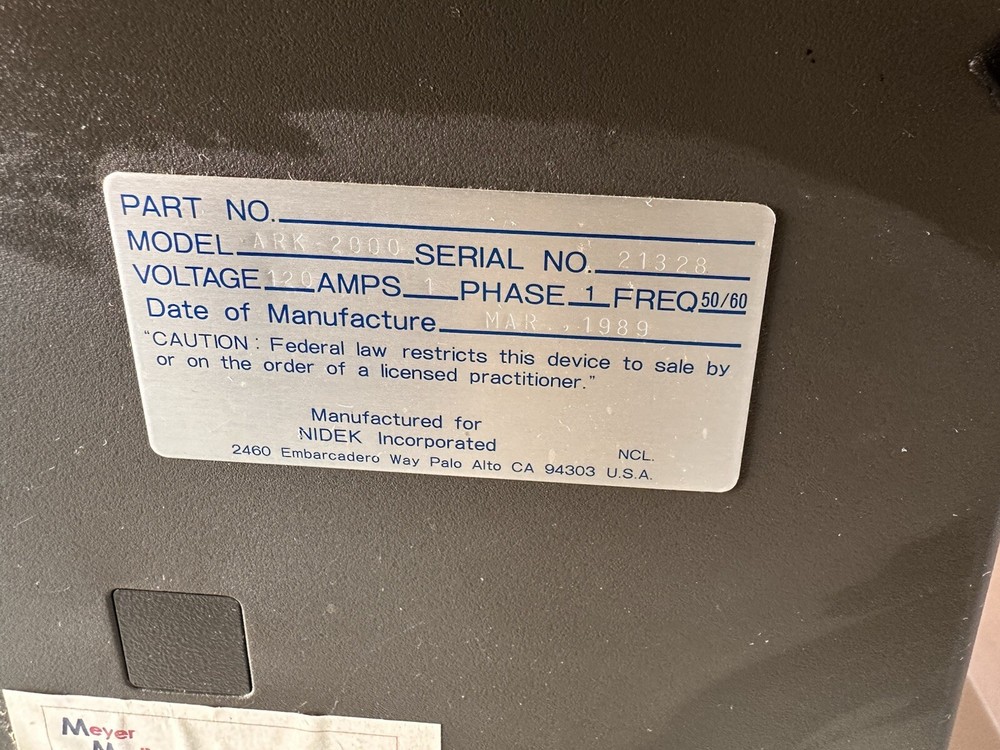 PART NO.
MODEL ARK-2000 SERIAL NO. 21328
VOLTAGE 120 AMPS 1 PHASE 1 FREQ 50/60
Date of Manufacture MAR., 1989
"CAUTION : Federal law restricts this device to sale by
or on the order of a licensed practitioner."
Manufactured for
NIDEK Incorporated
NCL.
2460 Embarcadero Way Palo Alto CA 94303 U.S.A.
Meyer